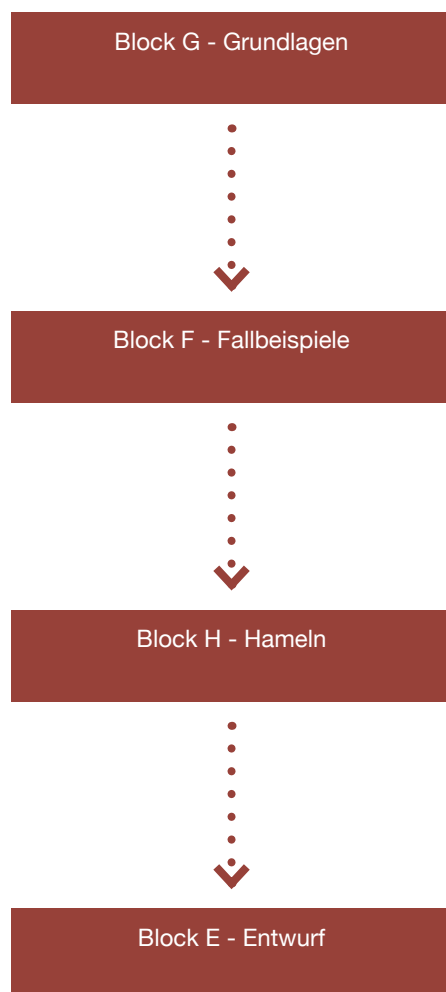 Block G - Grundlagen
Block F - Fallbeispiele
Block H - Hameln
Block E - Entwurf